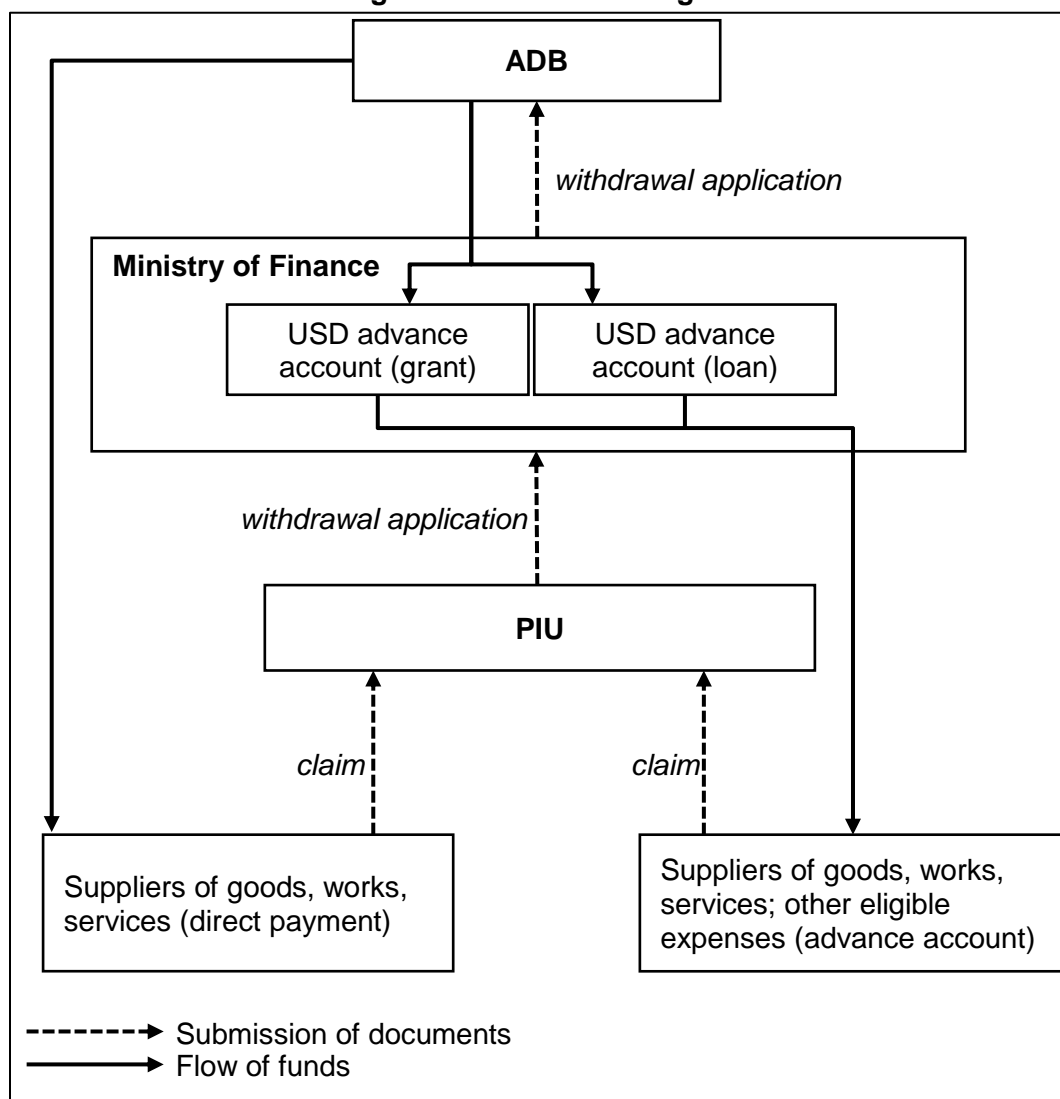 ADB
withdrawal application
Ministry of Finance
USD advance
account (grant)
USD advance
account (loan)
withdrawal application
PIU
claim
claim
Suppliers of goods, works,
services (direct payment)
Suppliers of goods, works,
services; other eligible
expenses (advance account)
Submission of documents
Flow of funds